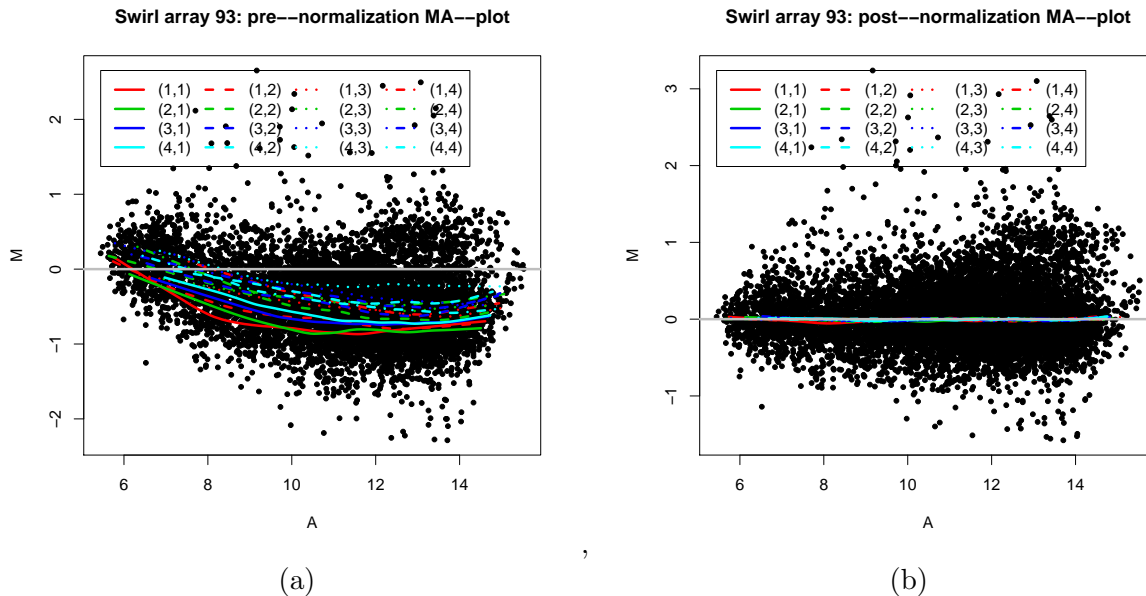 Swirl array 93: pre−−normalization MA−−plot
(1,1) (1,2) (1,3) (1,4)
(2,1) (2,2) (2,3) (2,4)
(3,1) (3,2) (3,3) (3,4)
(4,1) (4,2) (4,3) (4,4)
M
2
1
0
−1
−2
6 8 10 12 14
A
(a)
,
Swirl array 93: post−−normalization MA−−plot
(1,1) (1,2) (1,3) (1,4)
(2,1) (2,2) (2,3) (2,4)
(3,1) (3,2) (3,3) (3,4)
(4,1) (4,2) (4,3) (4,4)
M
3
2
1
0
−1
6 8 10 12 14
A
(b)